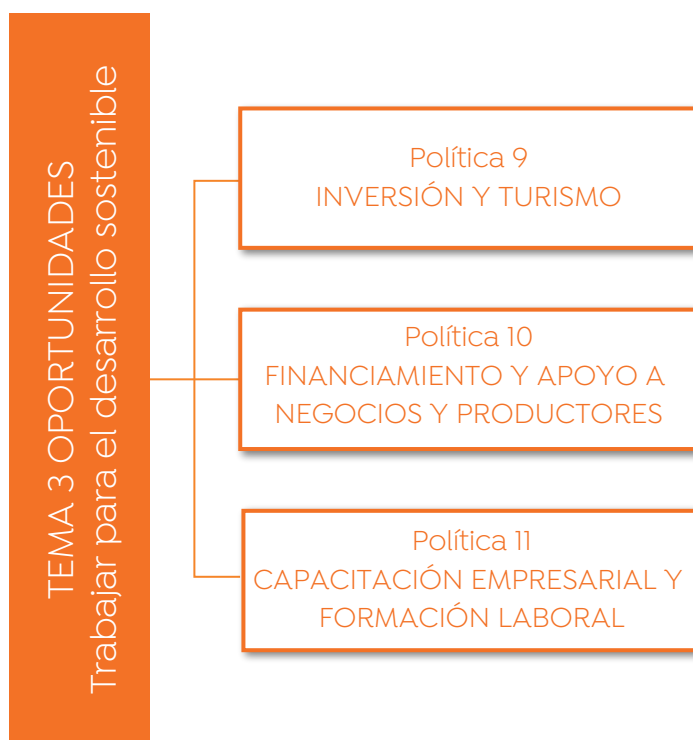 TEMA 3 OPORTUNIDADES
Trabajar para el desarrollo sostenible
Política 9
INVERSIÓN Y TURISMO
Política 10
FINANCIAMIENTO Y APOYO A
NEGOCIOS Y PRODUCTORES
Política 11
CAPACITACIÓN EMPRESARIAL Y
FORMACIÓN LABORAL